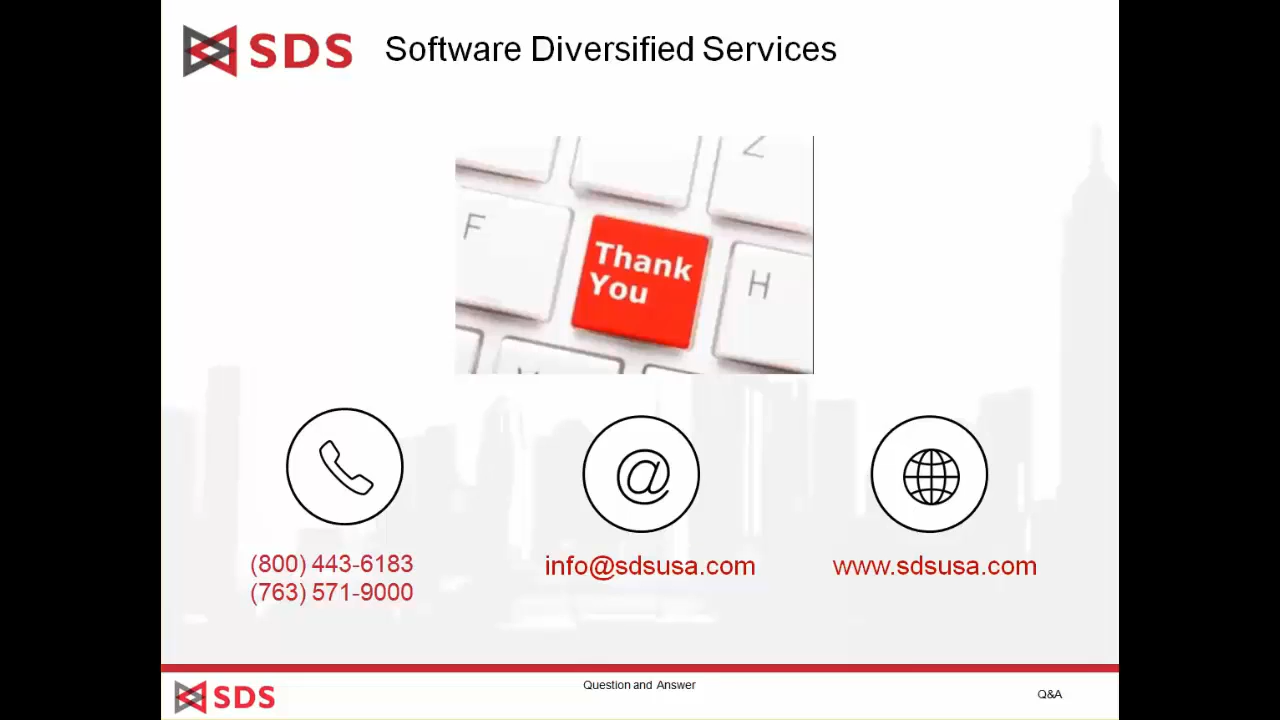 SDS
Software Diversified Services
Z
F
Thank
You
H
@
(800) 443-6183
(763) 571-9000
info@sdsusa.com
www.sdsusa.com
SDS
Question and Answer
Q&A